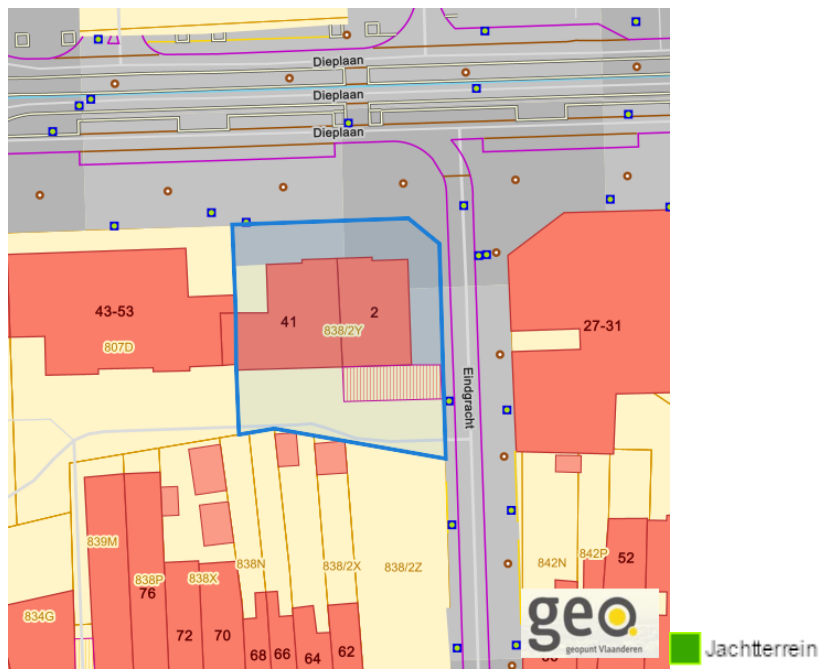 Dieplaan
Dieplaan
Dieplaan
43-53
807D
41
2
838/2Y
27-31
Eindgracht
839M
838P
76
838X
838N
838/2X
838/2Z
842N
842P
52
834G
72
70
68
66
64
62
geo
geopunt Vlaanderen
Jachtterrein